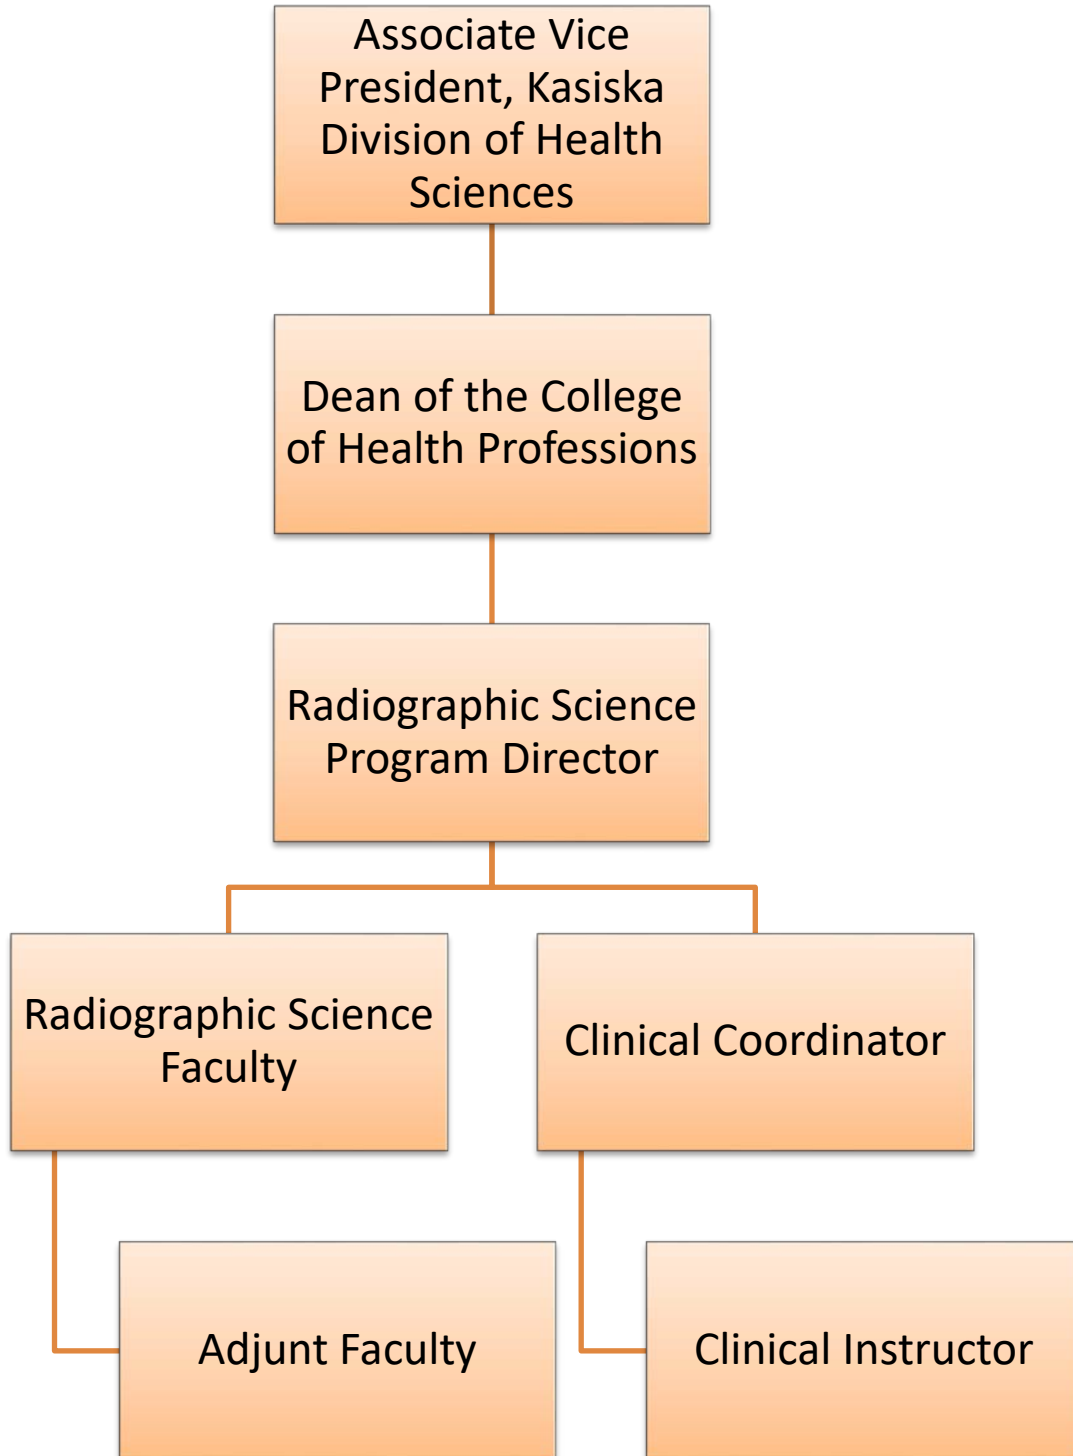 Associate Vice
President, Kasiska
Division of Health
Sciences
Dean of the College
of Health Professions
Radiographic Science
Program Director
Radiographic Science
Faculty
Clinical Coordinator
Adjunt Faculty
Clinical Instructor